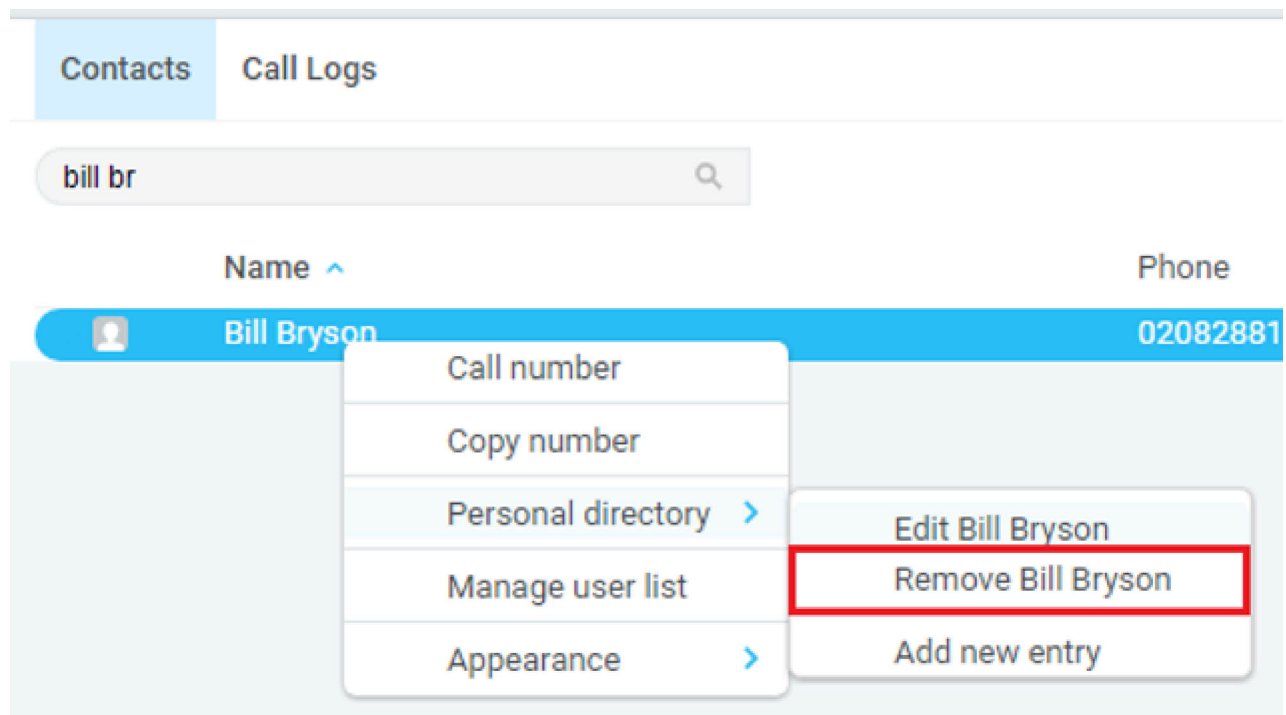 Contacts Call Logs
bill br
Name Phone
Bill Bryson 02082881
Call number
Copy number
Personal directory
Edit Bill Bryson
Remove Bill Bryson
Manage user list
Add new entry
Appearance